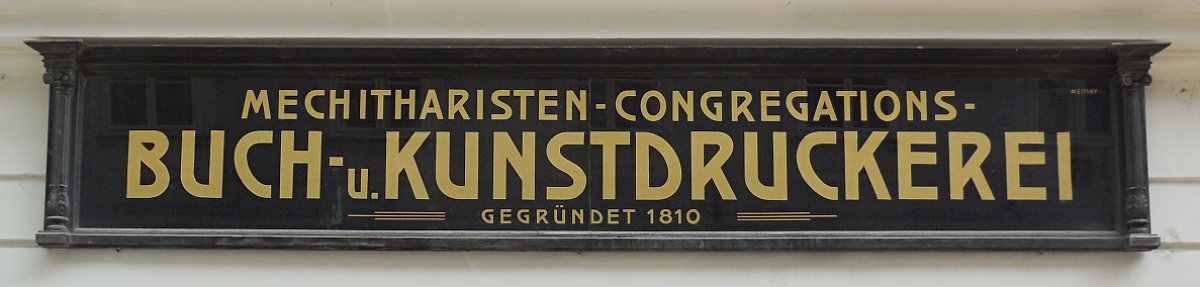 MECHITHARISTEN-CONGREGATIONS-
BUCH- u. KUNSTDRUCKEREI
GEGRÜNDET 1810